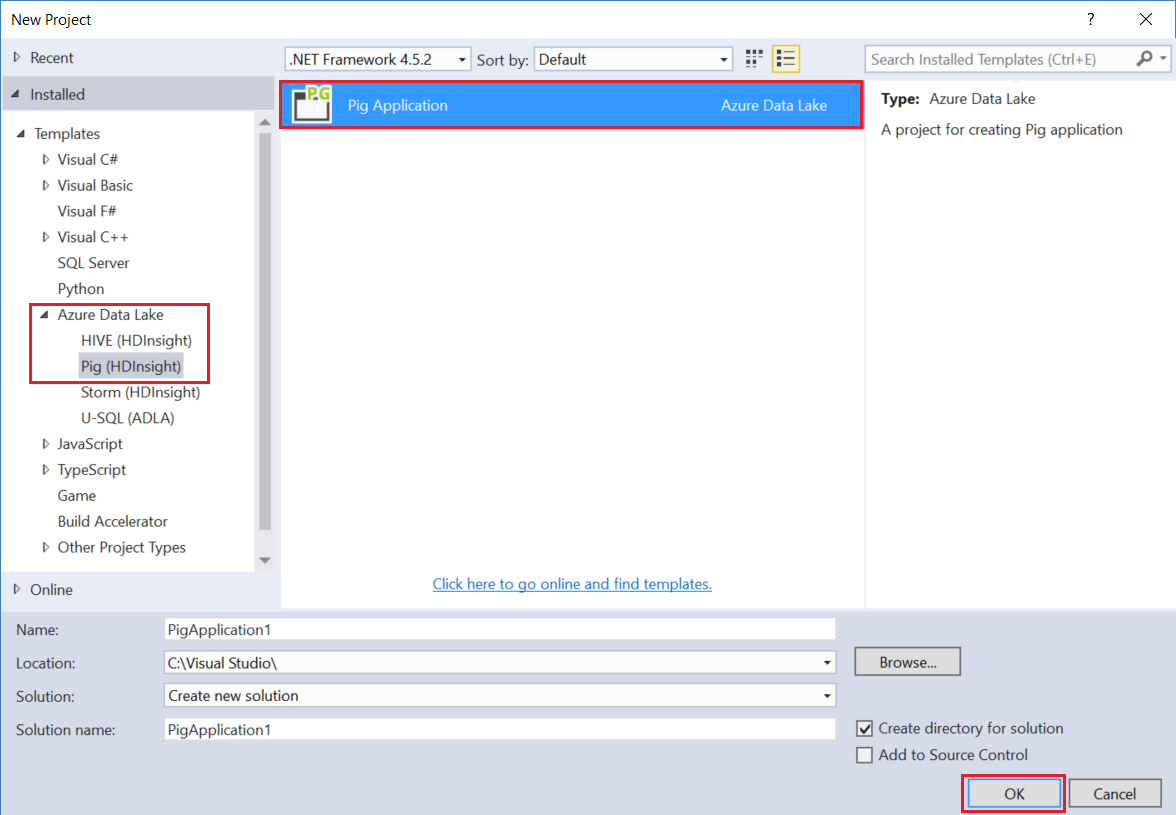 New Project
?
Recent
.NET Framework 4.5.2
Sort by:
Default
Search Installed Templates (Ctrl+E)
Installed
Templates
Visual C#
Visual Basic
Visual F#
Visual C++
SQL Server
Python
Azure Data Lake
HIVE (HDInsight)
Pig (HDInsight)
Storm (HDInsight)
U-SQL (ADLA)
JavaScript
TypeScript
Game
Build Accelerator
Other Project Types
Online
PIG
Pig Application
Azure Data Lake
Click here to go online and find templates.
Type: Azure Data Lake
A project for creating Pig application
Name:
PigApplication1
Location:
C:\Visual Studio\
Browse...
Solution:
Create new solution
Solution name:
PigApplication1
Create directory for solution
Add to Source Control
OK
Cancel